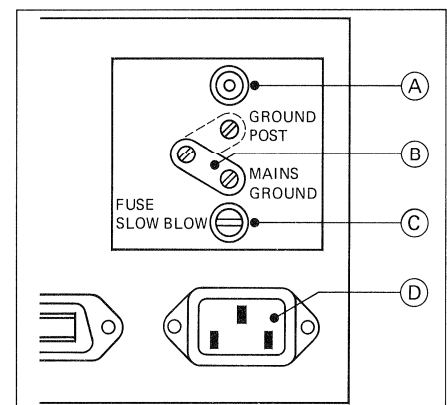 A
GROUND
POST
B
MAINS
GROUND
FUSE
SLOW BLOW
C
D